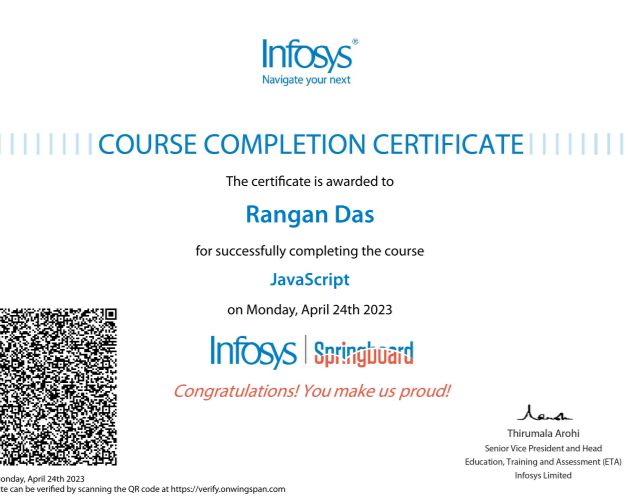 Infosys®
Navigate your next
COURSE COMPLETION CERTIFICATE
The certificate is awarded to
Rangan Das
for successfully completing the course
JavaScript
on Monday, April 24th 2023
Infosys | Springboard
Congratulations! You make us proud!
Thirumala Arohi
Senior Vice President and Head
Education, Training and Assessment (ETA)
Infosys Limited
onday, April 24th 2023
te can be verified by scanning the QR code at https://verify.onwingspan.com